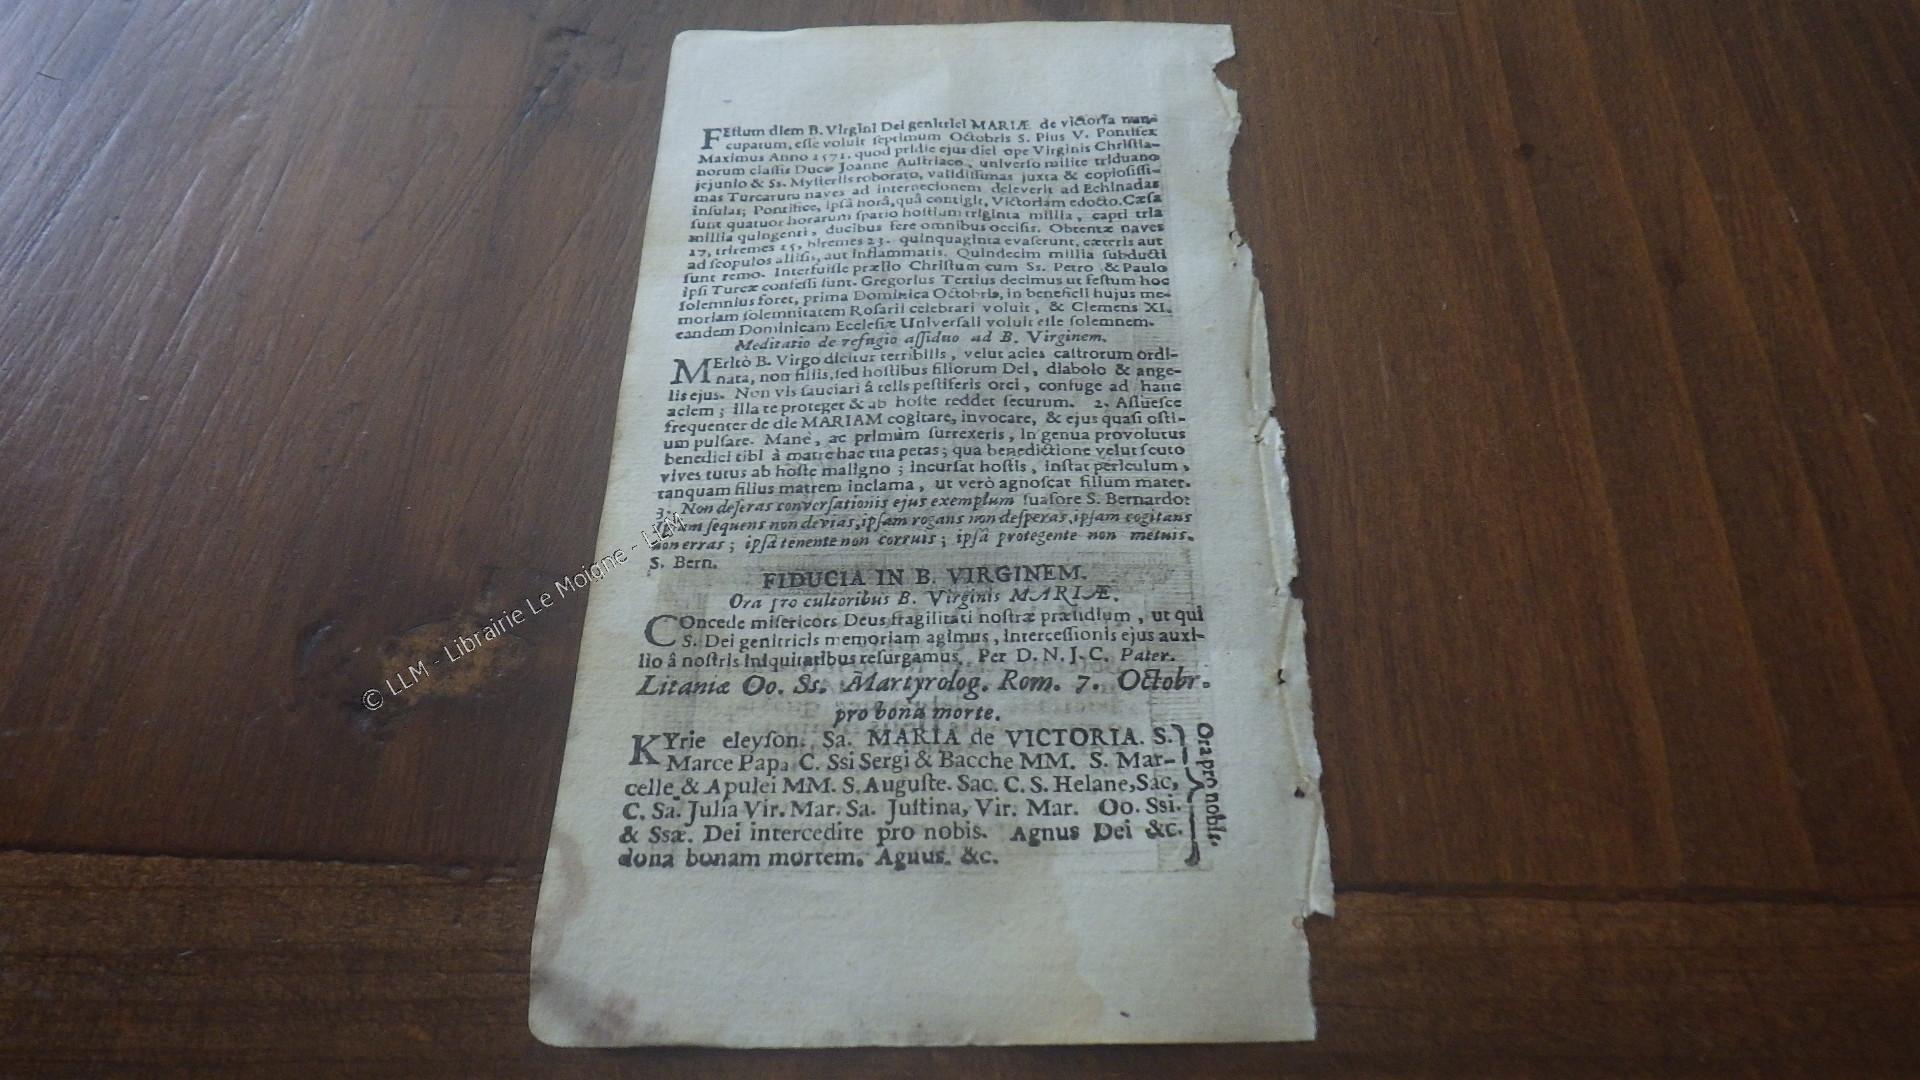 FEstum diem B. Virgini Dei genitrici MARIÆ de victoria nun-
cupatum, esse voluit septimum Octobris S. Pius V. Pontifex
Maximus Anno 1571. quod pridie ejus diei ope Virginis Christia-
norum classis Duce Joanne Austriaco, universo milite triduano
jejunio & Ss. Mysteriis roborato, validissimas juxta & copiosissi-
mas Turcarum naves ad internecionem deleverit ad Echinadas
insulas; Pontifice, ipsâ horâ, quâ contigit, Victoriam edocto. Cæsa
sunt quatuor horarum spatio hostium triginta millia, capti tria
millia quingenti, ducibus fere omnibus occisis. Obtentæ naves
17, triremes 15, biremes 23. quinquaginta evaserunt, cæteris aut
ad scopulos allisis, aut inflammatis. Quindecim millia subducti
sunt remo. Interfuisse prælio Christum cum Ss. Petro & Paulo
ipsi Turcæ confessi sunt. Gregorius Tertius decimus ut festum hoc
solemnius foret, prima Dominica Octobris, in beneficii hujus me-
moriam solemnitatem Rosarii celebrari voluit, & Clemens XI.
eandem Dominicam Ecclesiæ Universali voluit esse solemnem.
Meditatio de refugio assiduo ad B. Virginem.
MEritò B. Virgo dicitur terribilis, velut acies castrorum ordi-
nata, non filiis, sed hostibus filiorum Dei, diabolo & ange-
lis ejus. Non vis sauciari â telis pestiferis orci, confuge ad hanc
aciem; illa te proteget & ab hoste reddet securum. 2. Assuesce
frequenter de die MARIAM cogitare, invocare, & ejus quasi osti-
um pulsare. Manè, ac primùm surrexeris, in genua provolutus
benedici tibi à matre hac tua petas; qua benedictione velut scuto
vives tutus ab hoste maligno; incursat hostis, instat periculum,
tanquam filius matrem inclama, ut verò agnoscat filium mater.
3. Non deseras conversationis ejus exemplum suasore S. Bernardo:
Ipsam sequens non devias, ipsam rogans non desperas, ipsam cogitans
non erras; ipsâ tenente non corruis; ipsâ protegente non metuis.
S. Bern.
FIDUCIA IN B. VIRGINEM.
Ora pro cultoribus B. Virginis MARIÆ.
COncede misericors Deus fragilitati nostræ præsidium, ut qui
S. Dei genitricis memoriam agimus, intercessionis ejus auxi-
lio â nostris iniquitatibus resurgamus. Per D. N. J. C. Pater.
Litaniæ Oo. Ss. Martyrolog. Rom. 7. Octobr.
pro bona morte.
KYrie eleyson. Sa. MARIA de VICTORIA. S.
Marce Papa C. Ssi Sergi & Bacche MM. S. Mar-
celle & Apulei MM. S. Auguste. Sac. C. S. Helane, Sac,
C. Sa. Julia Vir. Mar. Sa. Justina, Vir. Mar. Oo. Ssi.
& Ssæ. Dei intercedite pro nobis. Agnus Dei &c.
dona bonam mortem. Agnus. &c.
Ora pro nobis.
© LLM - Librairie Le Moigne - LLM